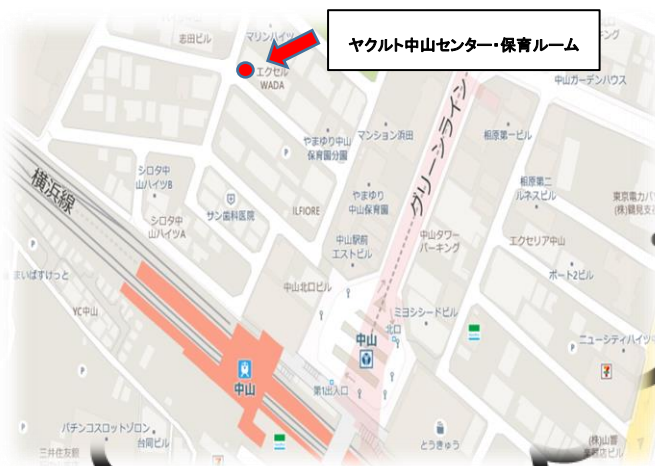 ヤクルト中山センター・保育ルーム
志田ビル
マリンハイツ
エクセル
WADA
中山ガーデンハウス
グリーンライン
やまゆり中山
保育園分園
マンション浜田
相原第一ビル
シロタ中
山ハイツB
横浜線
サン歯科医院
ILFIORE
やまゆり
中山保育園
相原第二
ルネスビル
東京電力パ
(株)鶴見支
シロタ中
山ハイツA
中山駅前
エストビル
中山タワー
パーキング
エクセリア中山
まいばすけっと
中山北口ビル
ポート2ビル
YC中山
ミヨシシードビル
北口
中山
ニューシティハイツ
中山
第1出入口
パチンコスロットゾロン
台同ビル
とうきゅう
三井住友銀